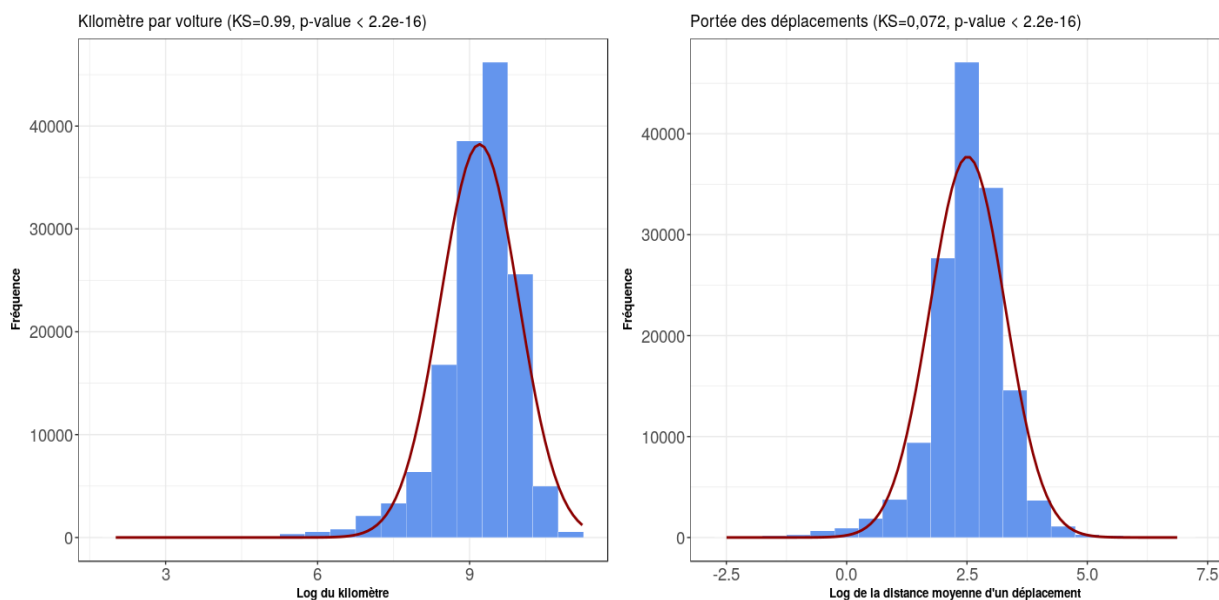 Kilomètre par voiture (KS=0.99, p-value < 2.2e-16)
Fréquence
40000
30000
20000
10000
0
3 6 9
Log du kilomètre
Portée des déplacements (KS=0,072, p-value < 2.2e-16)
Fréquence
40000
30000
20000
10000
0
-2.5 0.0 2.5 5.0 7.5
Log de la distance moyenne d'un déplacement